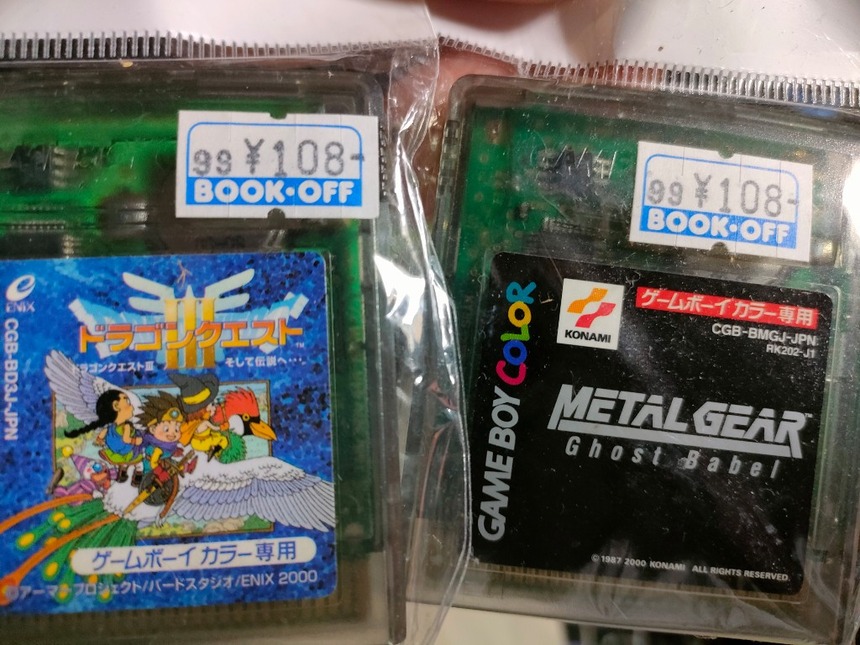 99 ¥108-
BOOK・OFF
ENIX
CGB-BD3J-JPN
III
ドラゴンクエスト™
ドラゴンクエストIII
そして伝説へ…
ゲームボーイカラー専用
©アーマープロジェクト/バードスタジオ/ENIX 2000
99 ¥108-
BOOK・OFF
GAME BOY COLOR
KONAMI
ゲームボーイカラー専用
CGB-BMGJ-JPN
RK202-J1
METAL GEAR
Ghost Babel
©1987 2000 KONAMI ALL RIGHTS RESERVED.